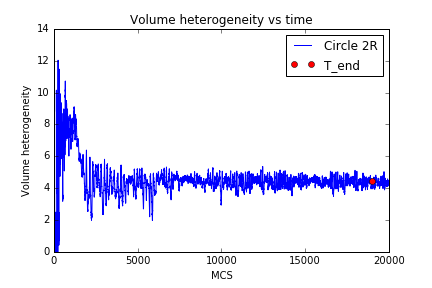 Volume heterogeneity vs time
14
12
10
8
6
4
2
0
Volume heterogeneity
Circle 2R
T_end
0
5000
10000
15000
20000
MCS